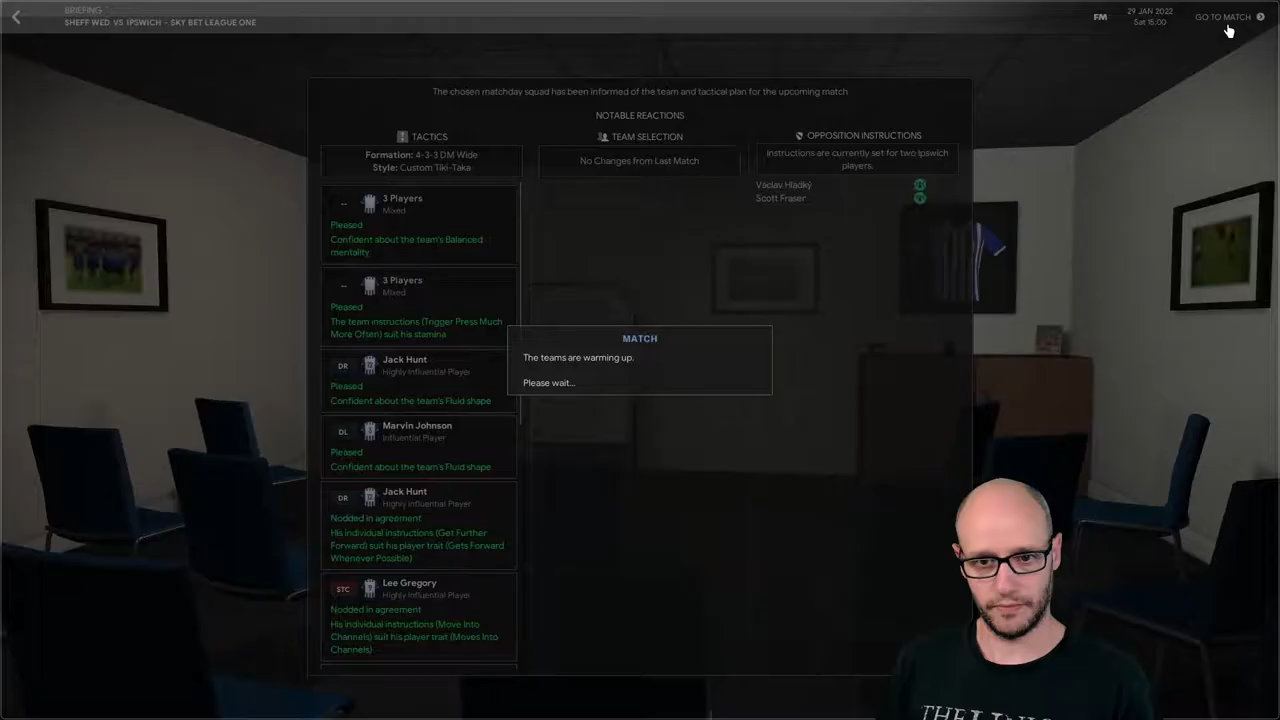 BRIEFING
SHEFF WED VS IPSWICH - SKY BET LEAGUE ONE
FM
29 JAN 2022
Sat 15:00
GO TO MATCH
The chosen matchday squad has been informed of the team and tactical plan for the upcoming match
NOTABLE REACTIONS
TACTICS
Formation: 4-3-3 DM Wide
Style: Custom Tiki-Taka
-- 3 Players
Mixed
Pleased
Confident about the team's Balanced
mentality
-- 3 Players
Mixed
Pleased
The team instructions (Trigger Press Much
More Often) suit his stamina
DR Jack Hunt
Highly Influential Player
Pleased
Confident about the team's Fluid shape
DL Marvin Johnson
Influential Player
Pleased
Confident about the team's Fluid shape
DR Jack Hunt
Highly Influential Player
Nodded in agreement
His individual instructions (Get Further
Forward) suit his player trait (Gets Forward
Whenever Possible)
STC Lee Gregory
Highly Influential Player
Nodded in agreement
His individual instructions (Move Into
Channels) suit his player trait (Moves Into
Channels)
TEAM SELECTION
No Changes from Last Match
OPPOSITION INSTRUCTIONS
Instructions are currently set for two Ipswich
players.
Václav Hladký
Scott Fraser
MATCH
The teams are warming up.
Please wait...